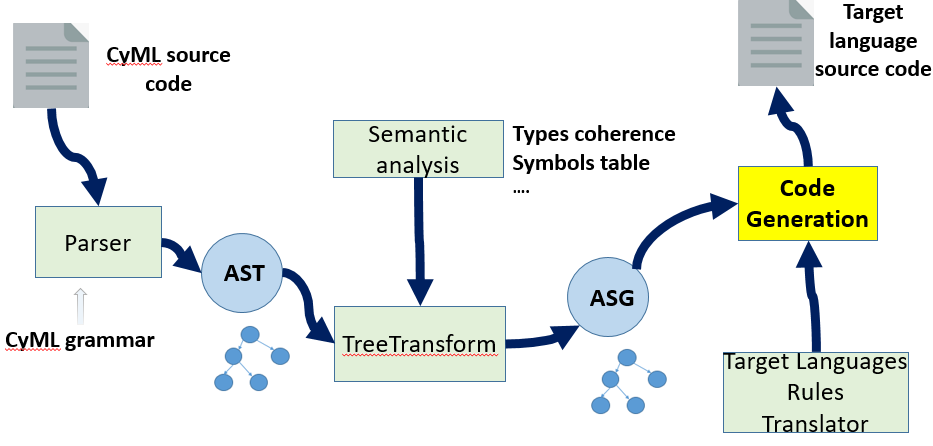 CyML source
code
Target
language
source code
Semantic
analysis
Types coherence
Symbols table
....
Code
Generation
Parser
AST
ASG
CyML grammar
TreeTransform
Target Languages
Rules
Translator